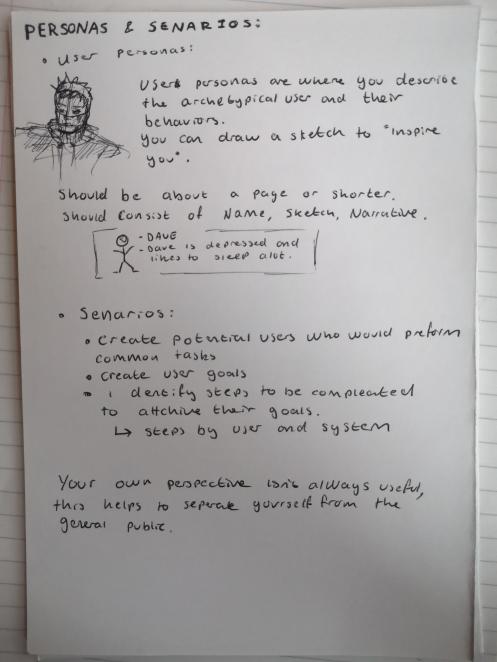 PERSONAS & SENARIOS:
• User personas:
Users personas are where you describe
the archetypical user and their
behaviors.
You can draw a sketch to "inspire
you".
Should be about a page or shorter.
Should consist of Name, Sketch, Narrative.
- DAVE
- Dave is depressed and
likes to sleep alot.
• Senarios:
• Create potential users who would preform
common tasks
• Create user goals
• identify steps to be compleated
to attchive their goals.
↳ steps by user and system
Your own perspective isn't always useful,
this helps to seperate yourself from the
general public.